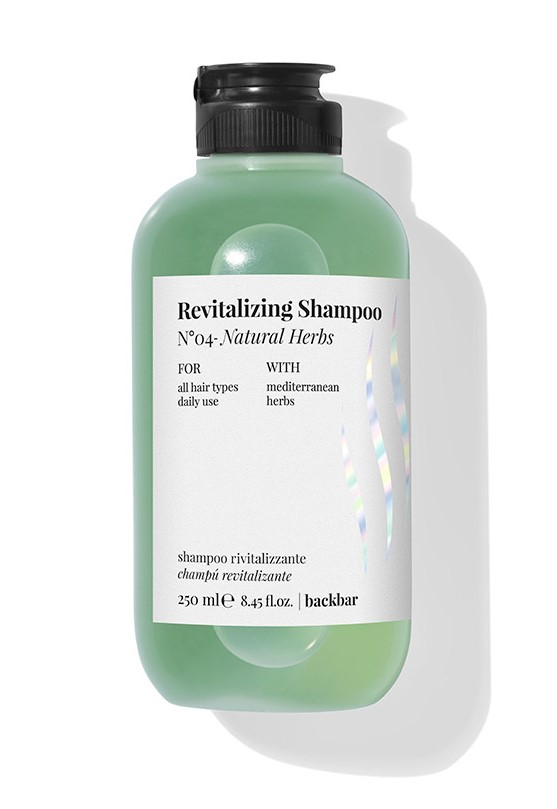 Revitalizing Shampoo
N°04- Natural Herbs
FOR
all hair types
daily use
WITH
mediterranean
herbs
shampoo rivitalizzante
champú revitalizante
250 ml℮ 8.45 fl.oz. | backbar